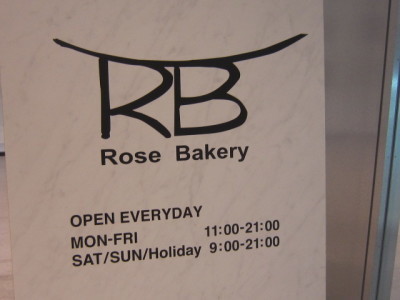 RB
Rose Bakery
OPEN EVERYDAY
MON-FRI 11:00-21:00
SAT/SUN/Holiday 9:00-21:00